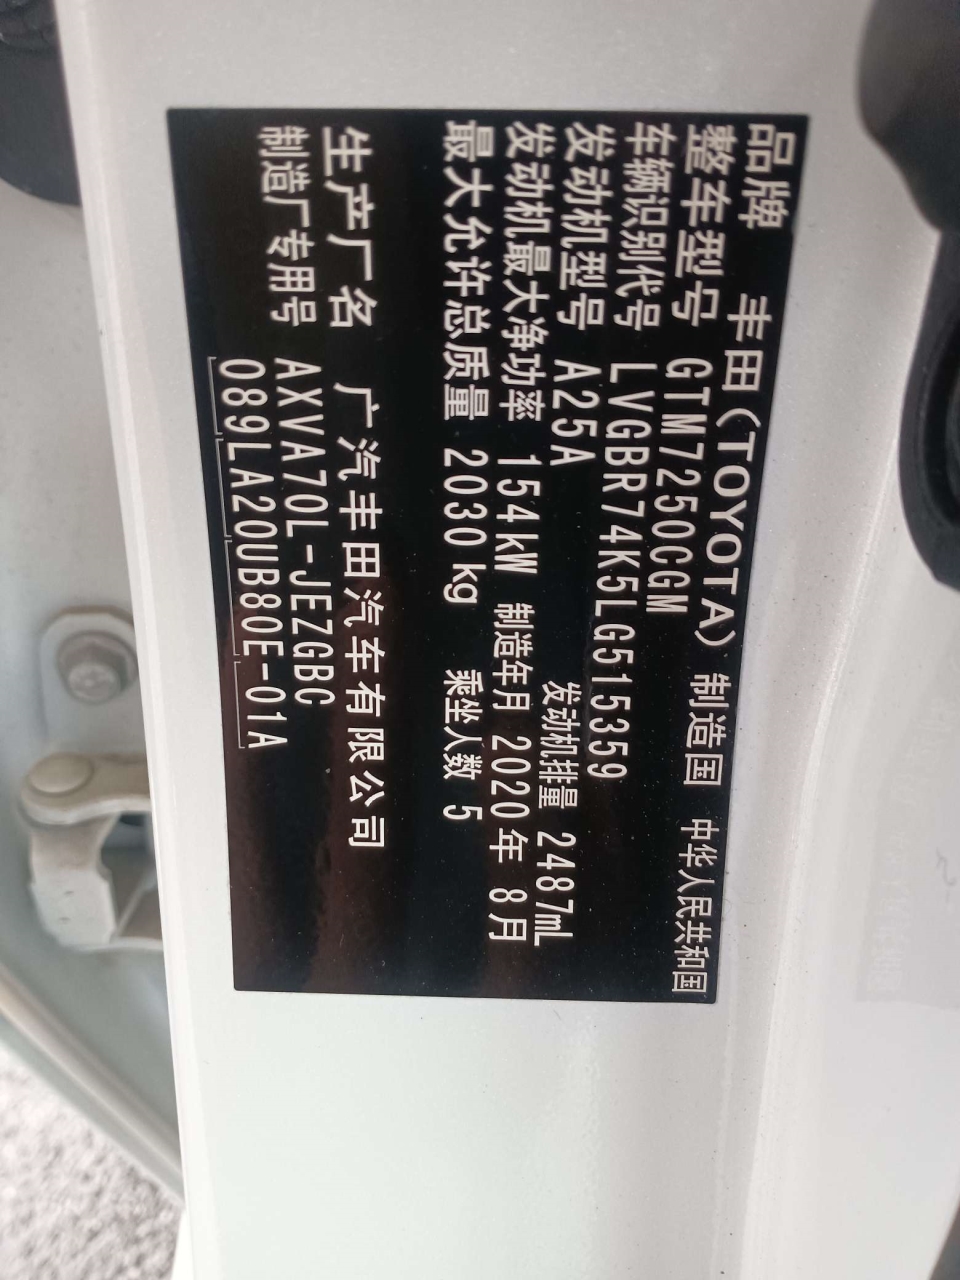 品牌 丰田(TOYOTA) 制造国 中华人民共和国
整车型号 GTM7250CGM
车辆识别代号 LVGBR74K5LG515359
发动机型号 A25A 发动机排量 2487mL
发动机最大净功率 154kW 制造年月 2020年8月
最大允许总质量 2030kg 乘坐人数 5
生产厂名 广汽丰田汽车有限公司
制造厂专用号 AXVA70L-JEZGBC
089LA20UB80E-01A